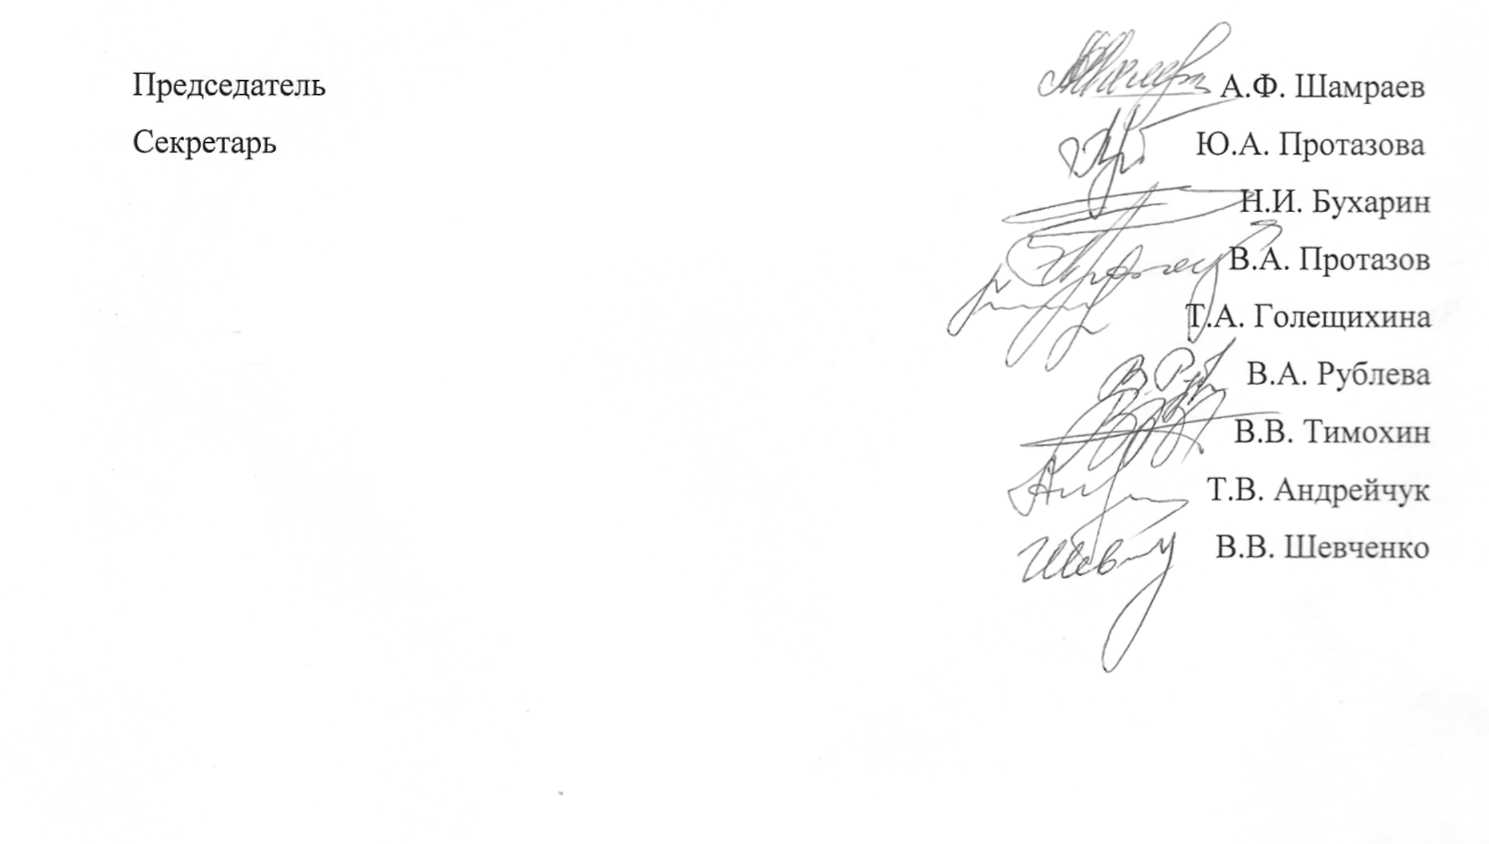 Председатель А.Ф. Шамраев
Секретарь Ю.А. Протазова
Н.И. Бухарин
В.А. Протазов
Т.А. Голещихина
В.А. Рублева
В.В. Тимохин
Т.В. Андрейчук
В.В. Шевченко